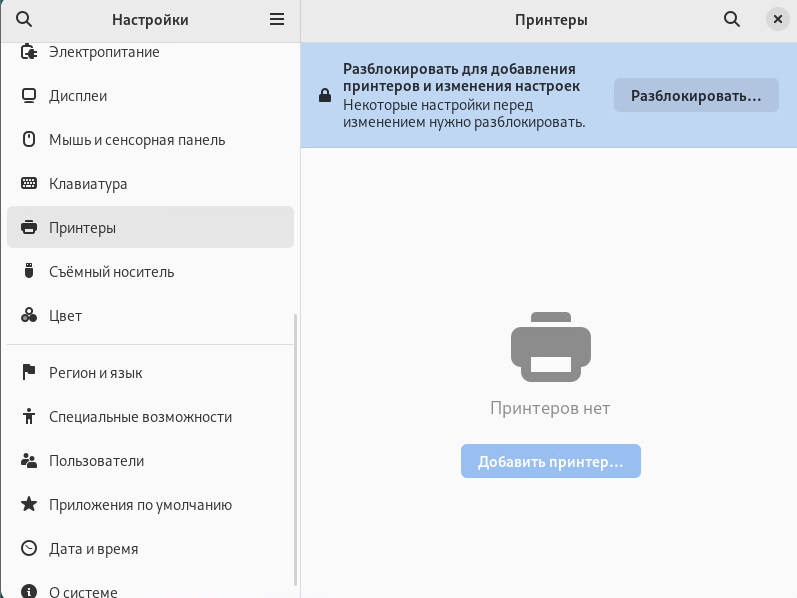 Настройки
Электропитание
Дисплеи
Мышь и сенсорная панель
Клавиатура
Принтеры
Съёмный носитель
Цвет
Регион и язык
Специальные возможности
Пользователи
Приложения по умолчанию
Дата и время
О системе
Принтеры
Разблокировать для добавления
принтеров и изменения настроек
Некоторые настройки перед
изменением нужно разблокировать.
Разблокировать…
Принтеров нет
Добавить принтер…